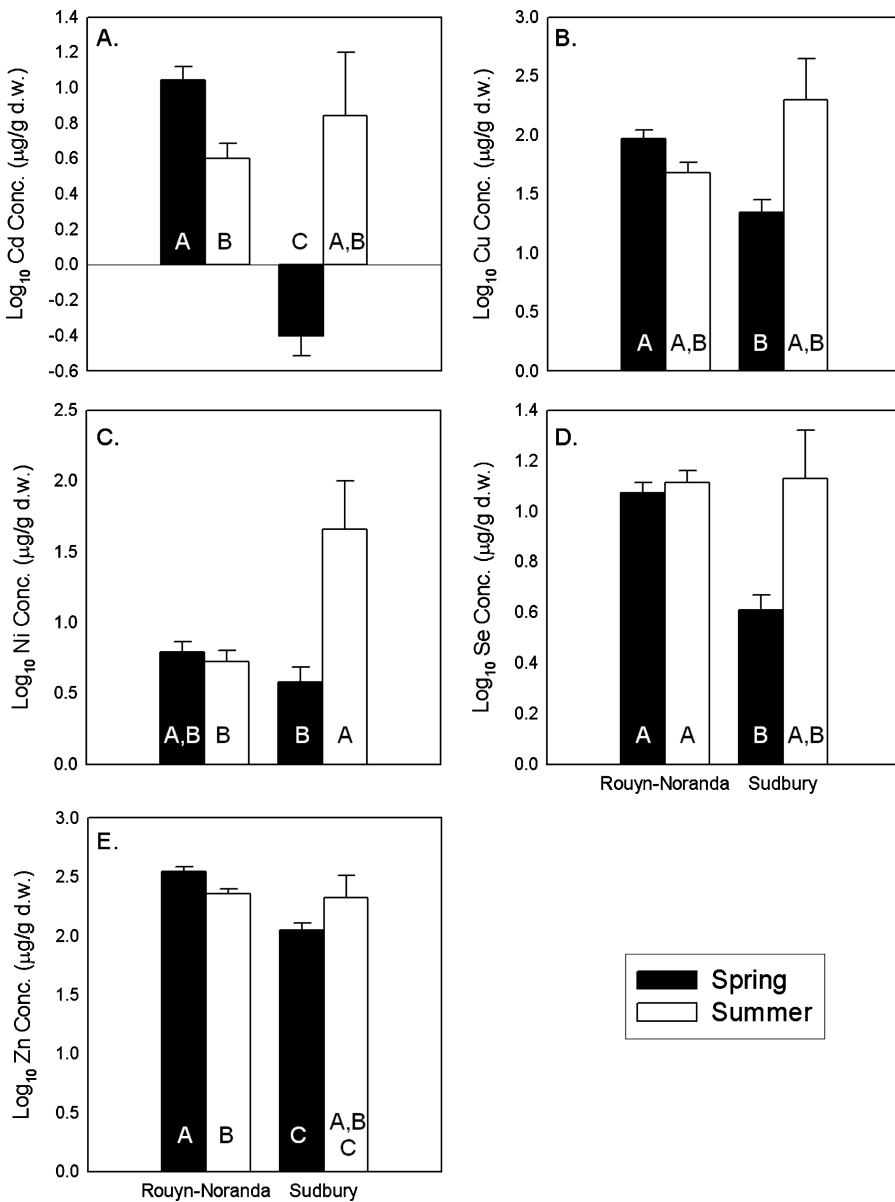 A.
Log10 Cd Conc. (µg/g d.w.)
1.4
1.2
1.0
0.8
0.6
0.4
0.2
0.0
-0.2
-0.4
-0.6
A
B
C
A,B
B.
Log10 Cu Conc. (µg/g d.w.)
3.0
2.5
2.0
1.5
1.0
0.5
0.0
A
A,B
B
A,B
C.
Log10 Ni Conc. (µg/g d.w.)
2.5
2.0
1.5
1.0
0.5
0.0
A,B
B
B
A
D.
Log10 Se Conc. (µg/g d.w.)
1.4
1.2
1.0
0.8
0.6
0.4
0.2
0.0
A
A
B
A,B
Rouyn-Noranda
Sudbury
E.
Log10 Zn Conc. (µg/g d.w.)
3.0
2.5
2.0
1.5
1.0
0.5
0.0
A
B
C
A,B
C
Rouyn-Noranda
Sudbury
Spring
Summer